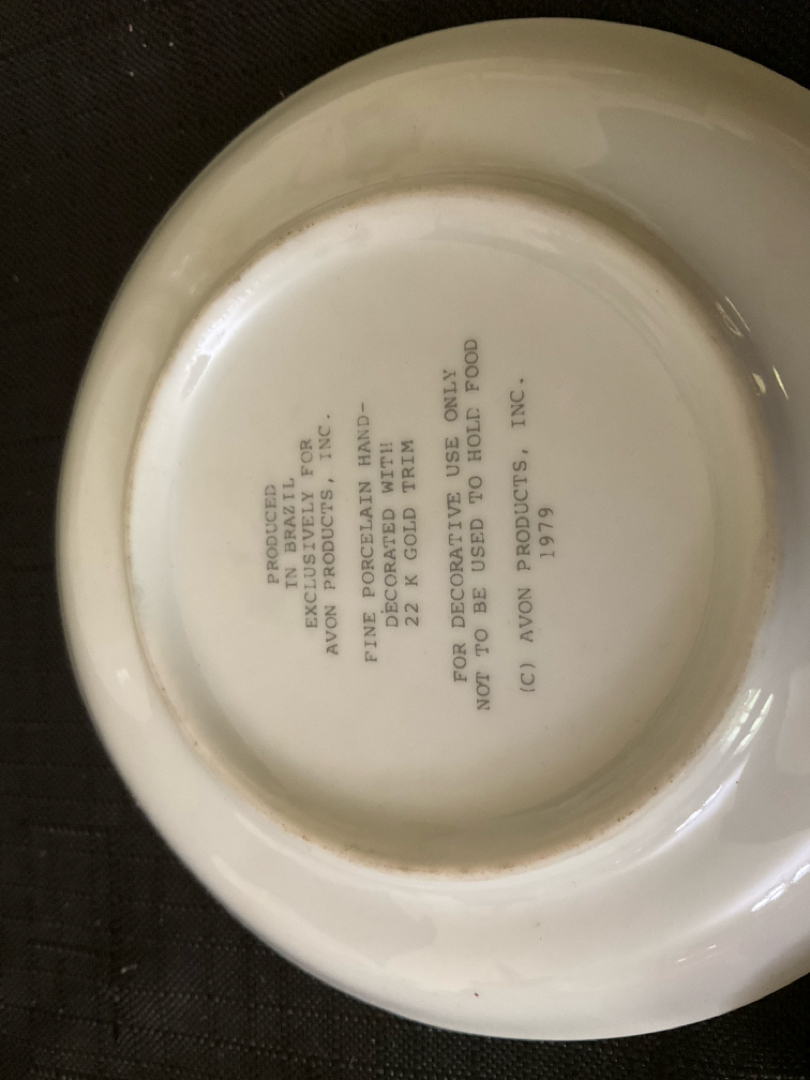 PRODUCED
IN BRAZIL
EXCLUSIVELY FOR
AVON PRODUCTS, INC.
FINE PORCELAIN HAND-
DECORATED WITH
22 K GOLD TRIM
FOR DECORATIVE USE ONLY
NOT TO BE USED TO HOLD FOOD
(C) AVON PRODUCTS, INC.
1979